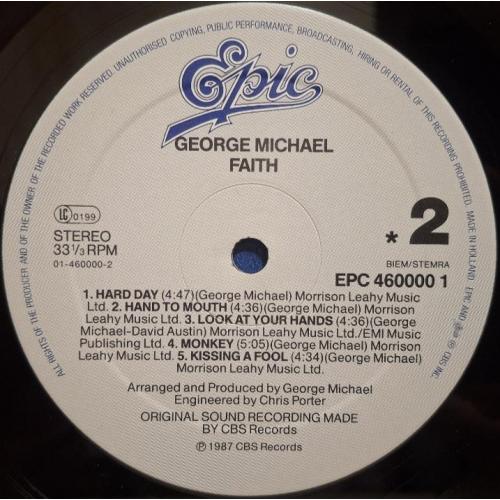 ALL RIGHTS OF THE PRODUCER AND OF THE OWNER OF THE RECORDED WORK RESERVED. UNAUTHORISED COPYING, PUBLIC PERFORMANCE, BROADCASTING, HIRING OR RENTAL OF THIS RECORDING PROHIBITED. MADE IN HOLLAND. EPIC AND ℗ CBS INC.
Epic
GEORGE MICHAEL
FAITH
LC 0199
STEREO
33 1/3 RPM
01-460000-2
* 2
BIEM/STEMRA
EPC 460000 1
1. HARD DAY (4:47)(George Michael) Morrison Leahy Music
Ltd. 2. HAND TO MOUTH (4:36)(George Michael) Morrison
Leahy Music Ltd. 3. LOOK AT YOUR HANDS (4:36)(George
Michael-David Austin) Morrison Leahy Music Ltd./EMI Music
Publishing Ltd. 4. MONKEY (5:05)(George Michael) Morrison
Leahy Music Ltd. 5. KISSING A FOOL (4:34)(George Michael)
Morrison Leahy Music Ltd.
Arranged and Produced by George Michael
Engineered by Chris Porter
ORIGINAL SOUND RECORDING MADE
BY CBS Records
℗ 1987 CBS Records